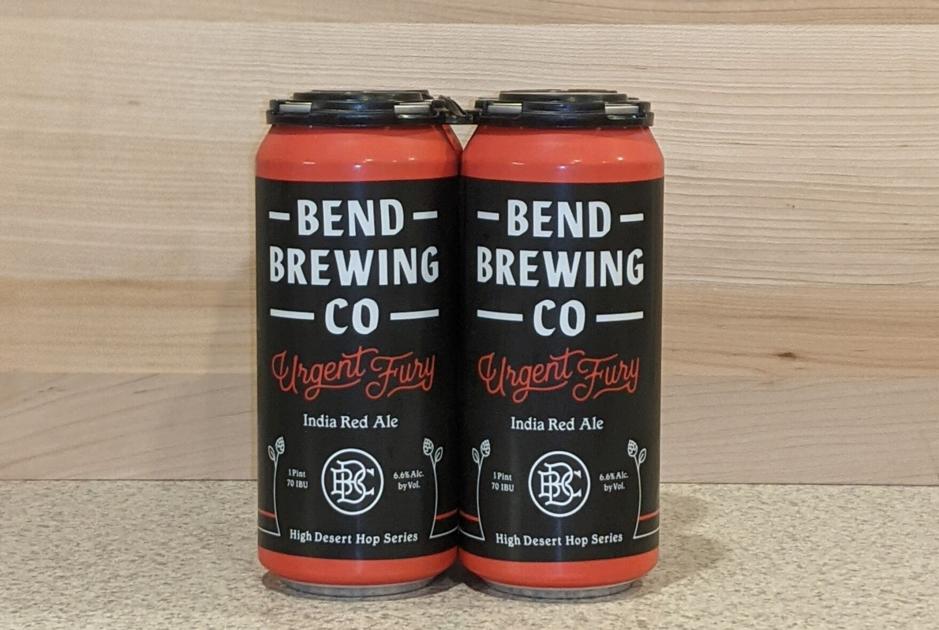 BEND
BREWING
CO
Urgent Fury
India Red Ale
1 Pint
70 IBU
BBC
6.6% Alc.
by Vol.
High Desert Hop Series
BEND
BREWING
CO
Urgent Fury
India Red Ale
1 Pint
70 IBU
BBC
6.6% Alc.
by Vol.
High Desert Hop Series